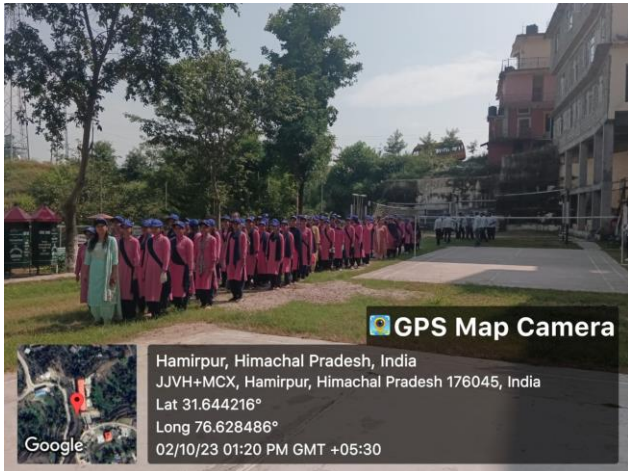 GPS Map Camera
Hamirpur, Himachal Pradesh, India
JJVH+MCX, Hamirpur, Himachal Pradesh 176045, India
Lat 31.644216°
Long 76.628486°
02/10/23 01:20 PM GMT +05:30
Google